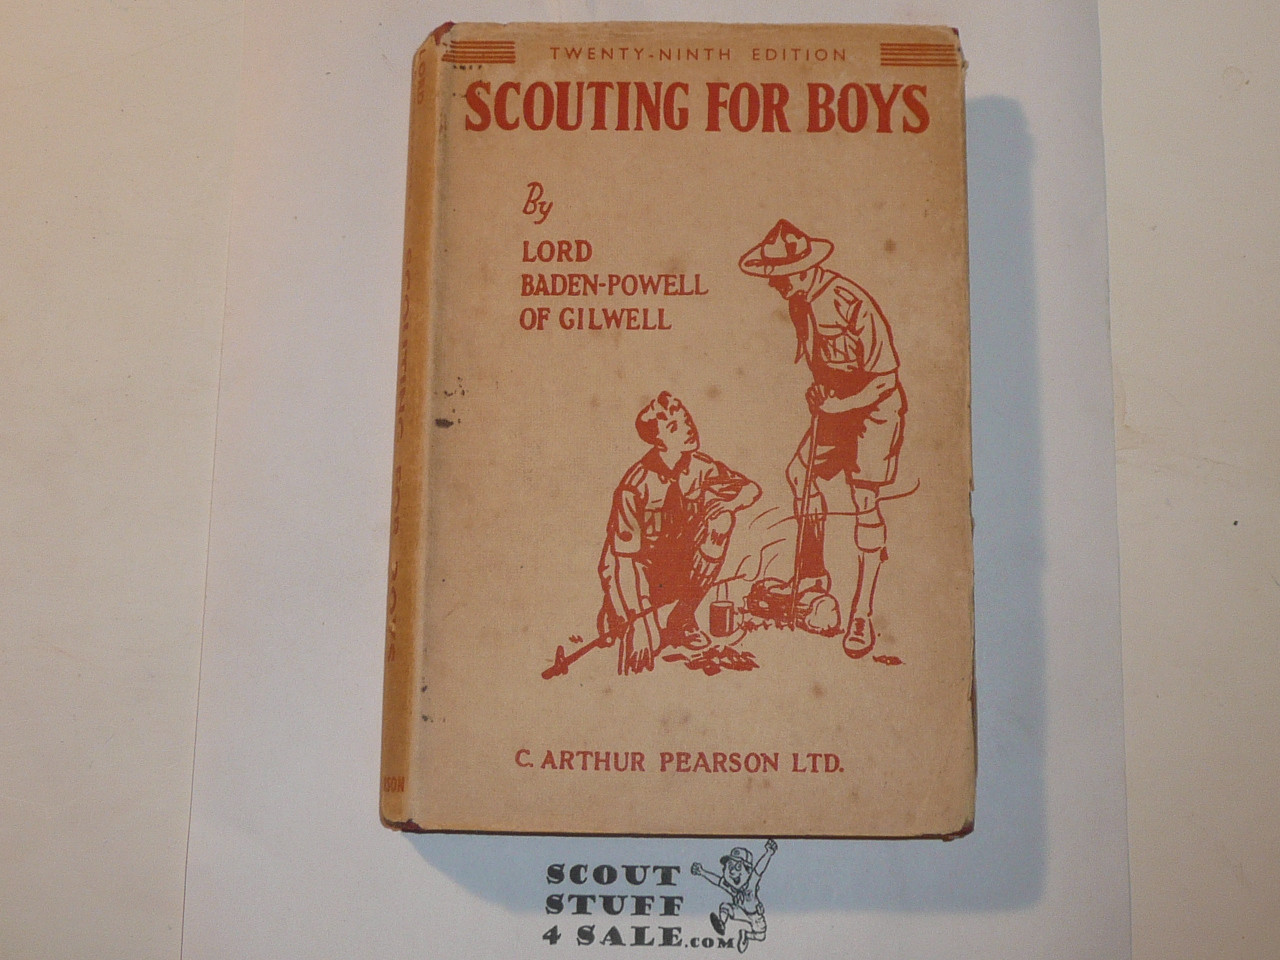 TWENTY-NINTH EDITION
SCOUTING FOR BOYS
By
LORD
BADEN-POWELL
OF GILWELL
C. ARTHUR PEARSON LTD.
SCOUTING FOR BOYS
SCOUT
STUFF
4 SALE.COM